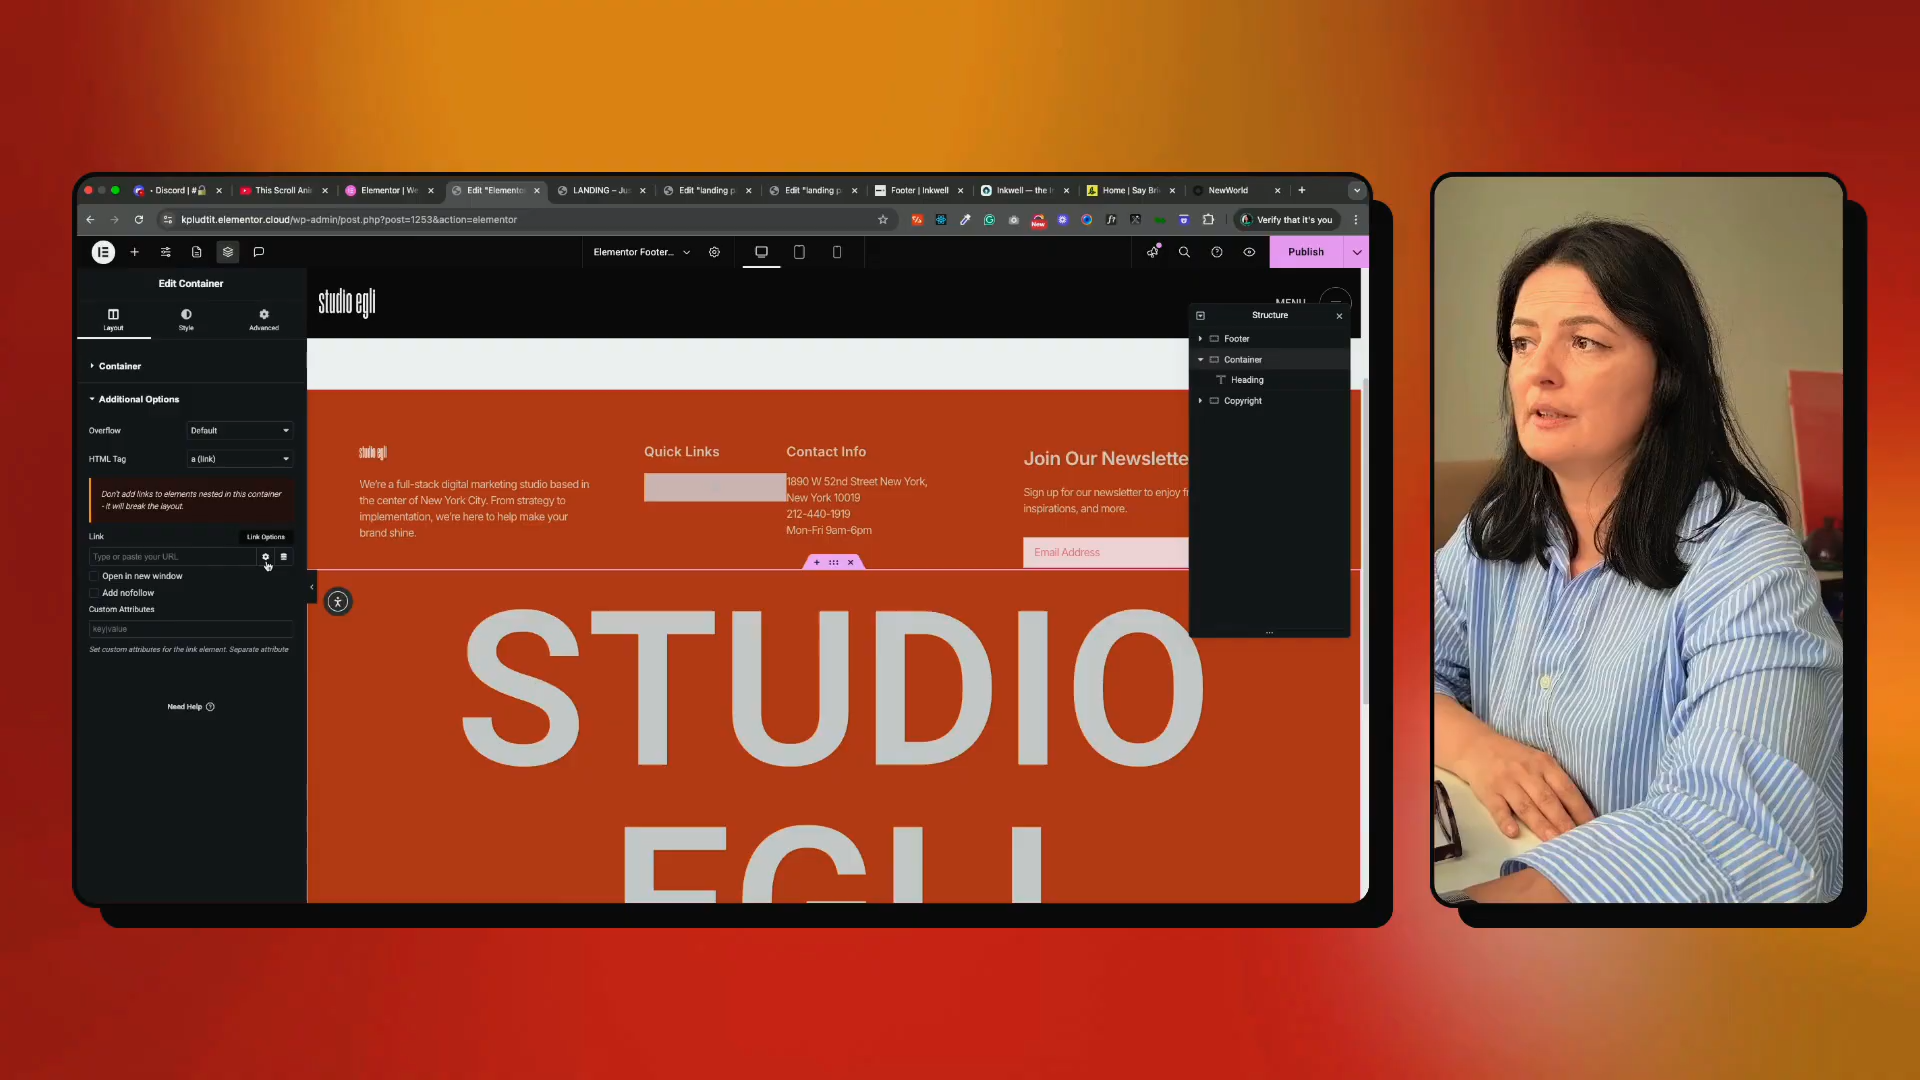 Discord | #
This Scroll Ani
Elementor | We
Edit "Elemento
LANDING – Ju
Edit "landing p
Edit "landing p
Footer | Inkwell
Inkwell — the I
Home | Say Bri
NewWorld
kpludtit.elementor.cloud/wp-admin/post.php?post=1253&action=elementor
New
Verify that it's you
Elementor Footer...
Publish
Edit Container
Layout
Style
Advanced
Container
Additional Options
Overflow
Default
HTML Tag
a (link)
Don't add links to elements nested in this container
- it will break the layout.
Link
Link Options
Type or paste your URL
Open in new window
Add nofollow
Custom Attributes
key|value
Set custom attributes for the link element. Separate attribute
Need Help
studio egli
MENU
Structure
Footer
Container
Heading
Copyright
studio egli
We're a full-stack digital marketing studio based in
the center of New York City. From strategy to
implementation, we're here to help make your
brand shine.
Quick Links
Contact Info
1890 W 52nd Street New York,
New York 10019
212-440-1919
Mon-Fri 9am-6pm
Join Our Newslette
Sign up for our newsletter to enjoy fr
inspirations, and more.
Email Address
STUDIO
EGLI